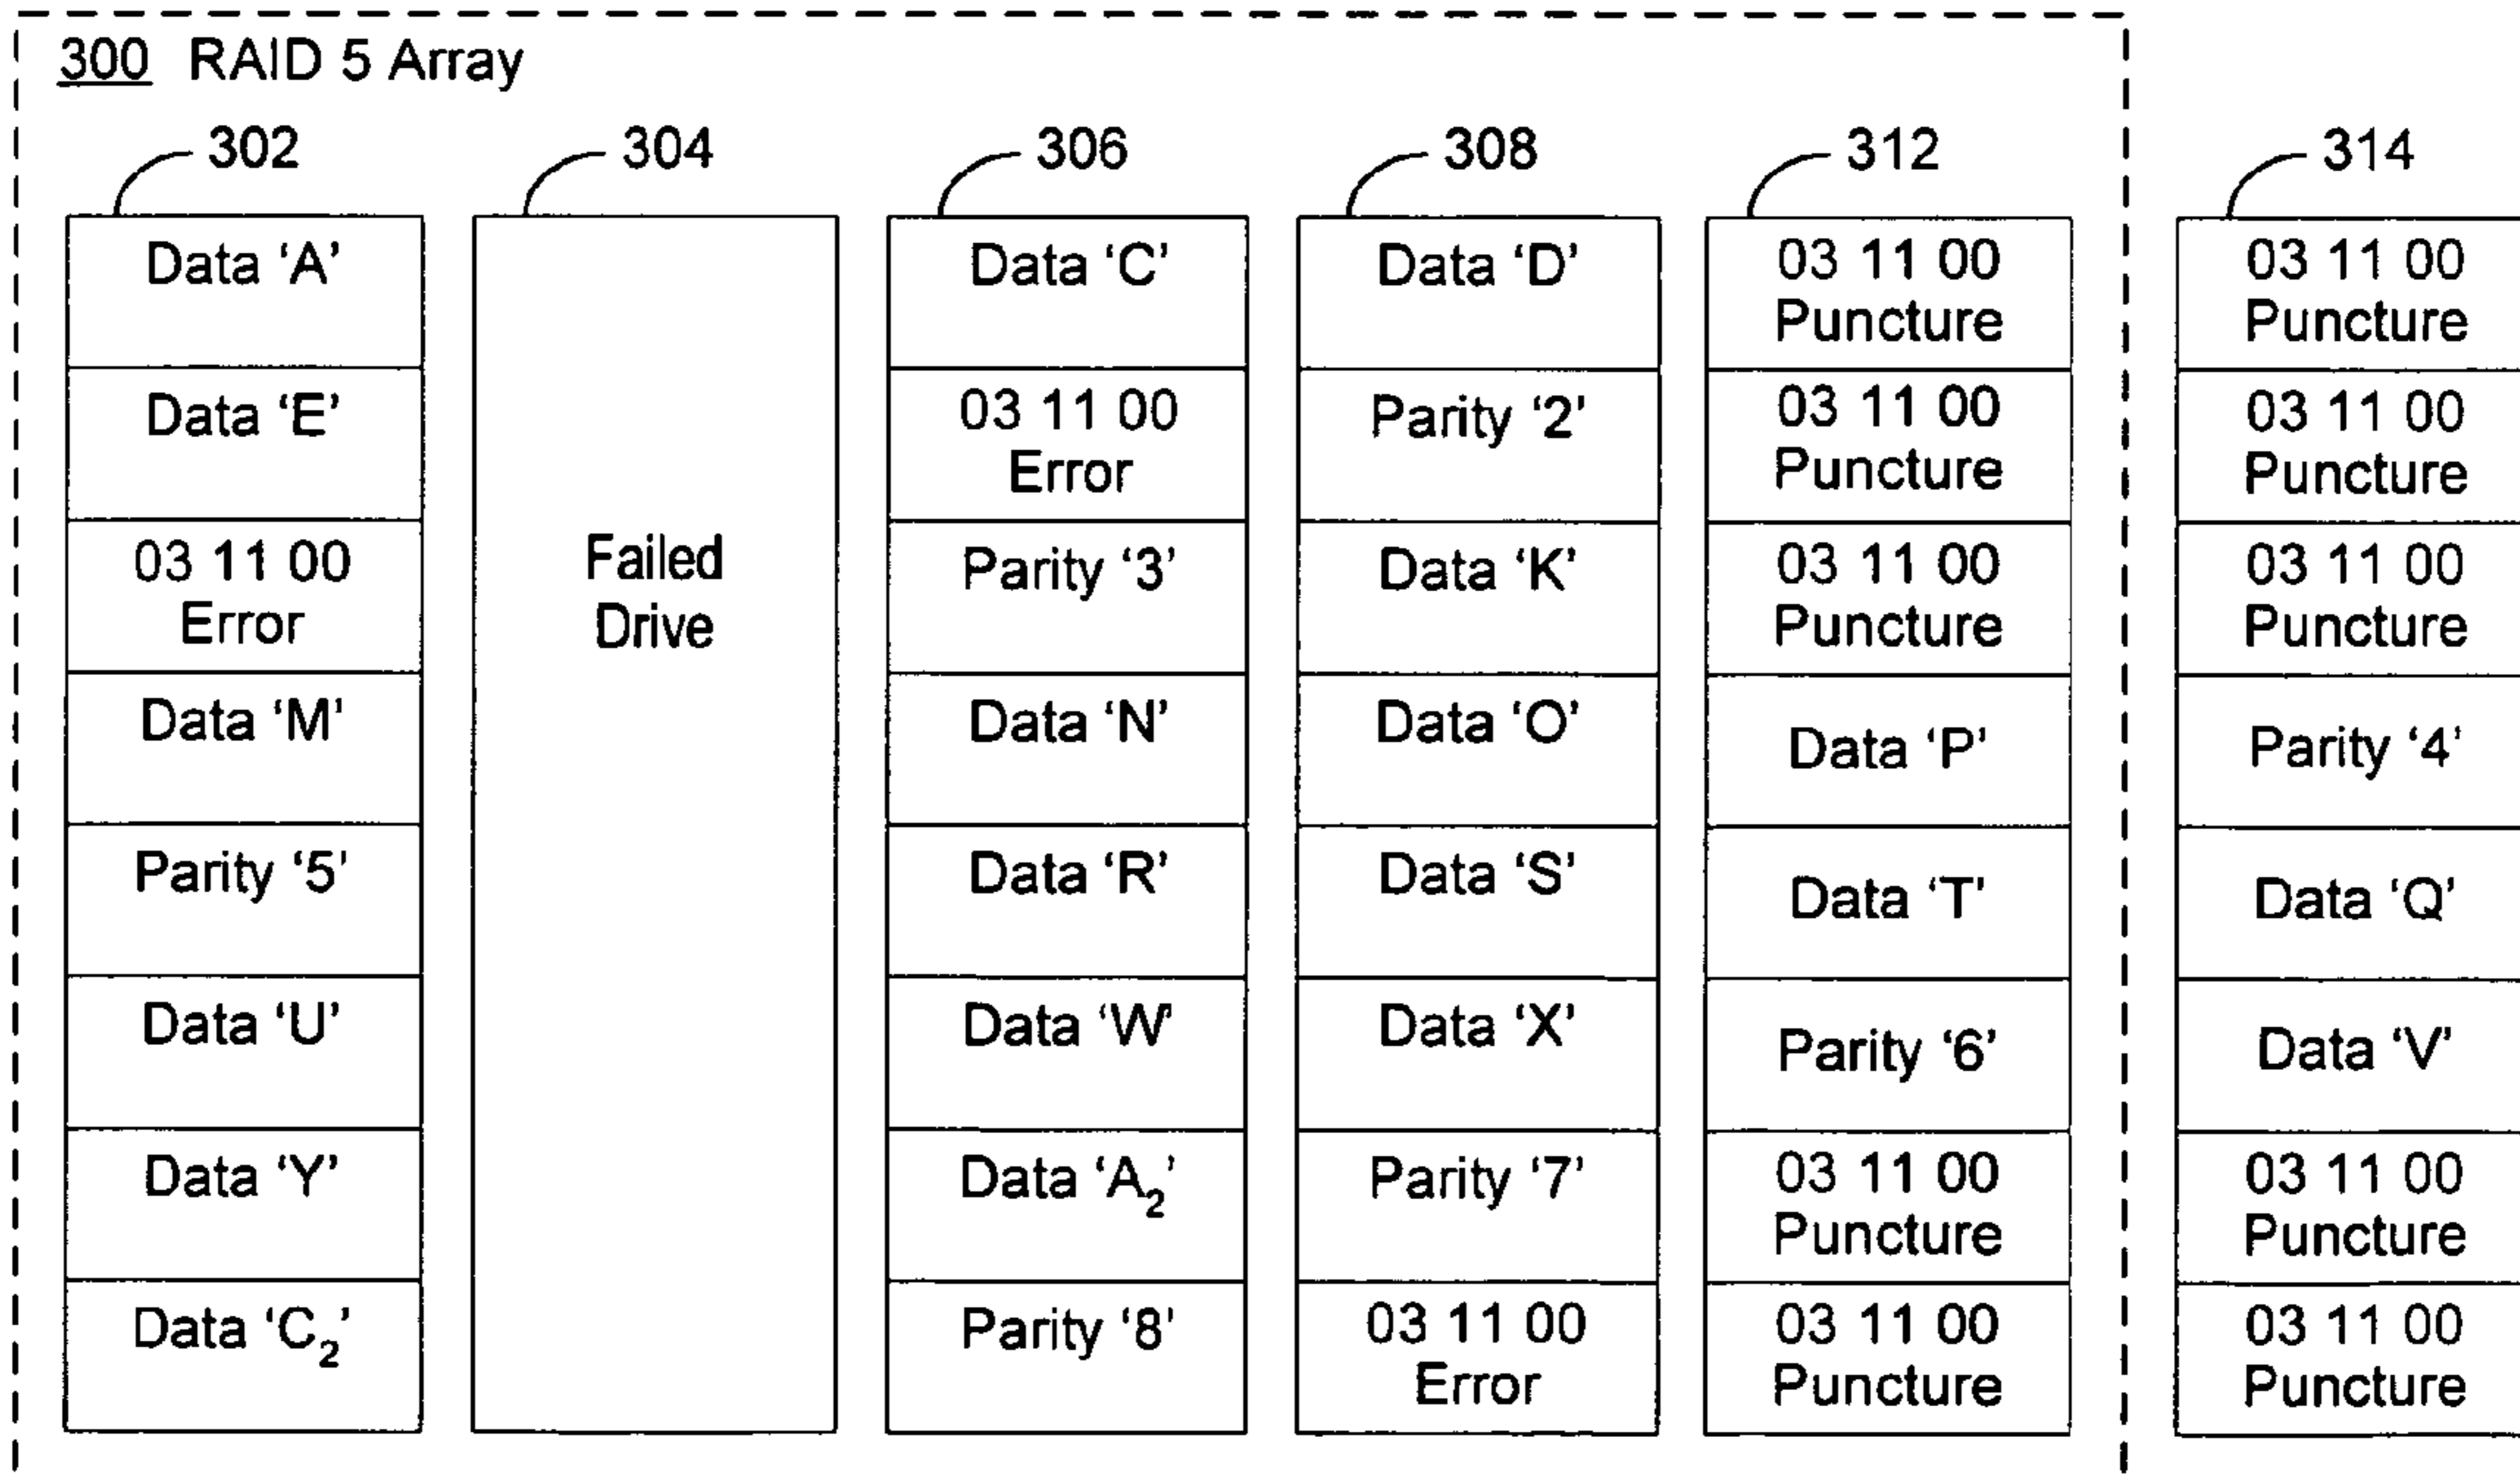 300 RAID 5 Array
302
304
306
308
312
314
Data ‘A’
Data ‘E’
03 11 00
Error
Data ‘M’
Parity ‘5’
Data ‘U’
Data ‘Y’
Data ‘C₂’
Failed
Drive
Data ‘C’
03 11 00
Error
Parity ‘3’
Data ‘N’
Data ‘R’
Data ‘W’
Data ‘A₂’
Parity ‘8’
Data ‘D’
Parity ‘2’
Data ‘K’
Data ‘O’
Data ‘S’
Data ‘X’
Parity ‘7’
03 11 00
Error
03 11 00
Puncture
03 11 00
Puncture
03 11 00
Puncture
Data ‘P’
Data ‘T’
Parity ‘6’
03 11 00
Puncture
03 11 00
Puncture
03 11 00
Puncture
03 11 00
Puncture
03 11 00
Puncture
Parity ‘4’
Data ‘Q’
Data ‘V’
03 11 00
Puncture
03 11 00
Puncture